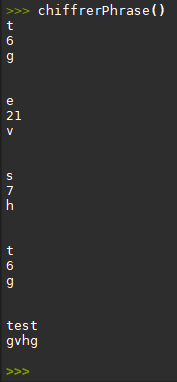 >>> chiffrerPhrase()
t
6
g
e
21
v
s
7
h
t
6
g
test
gvhg
>>>